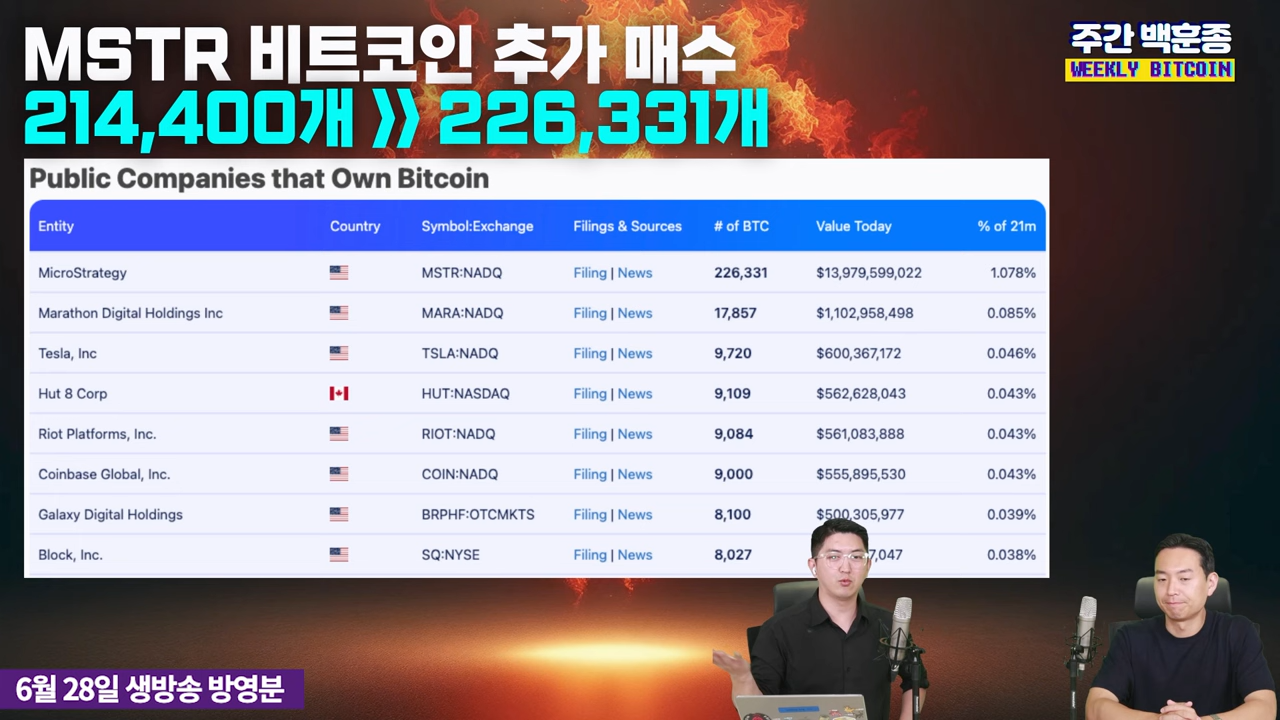 MSTR 비트코인 추가 매수
214,400개 》 226,331개
주간 백훈종
WEEKLY BITCOIN
Public Companies that Own Bitcoin
Entity Country Symbol:Exchange Filings & Sources # of BTC Value Today % of 21m
MicroStrategy MSTR:NADQ Filing | News 226,331 $13,979,599,022 1.078%
Marathon Digital Holdings Inc MARA:NADQ Filing | News 17,857 $1,102,958,498 0.085%
Tesla, Inc TSLA:NADQ Filing | News 9,720 $600,367,172 0.046%
Hut 8 Corp HUT:NASDAQ Filing | News 9,109 $562,628,043 0.043%
Riot Platforms, Inc. RIOT:NADQ Filing | News 9,084 $561,083,888 0.043%
Coinbase Global, Inc. COIN:NADQ Filing | News 9,000 $555,895,530 0.043%
Galaxy Digital Holdings BRPHF:OTCMKTS Filing | News 8,100 $500,305,977 0.039%
Block, Inc. SQ:NYSE Filing | News 8,027 0.038%
6월 28일 생방송 방영분